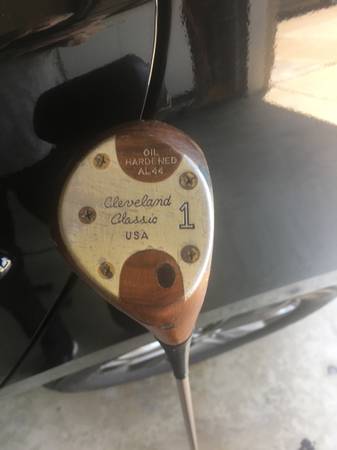 OIL
HARDENED
AL44
Cleveland
Classic 1
USA